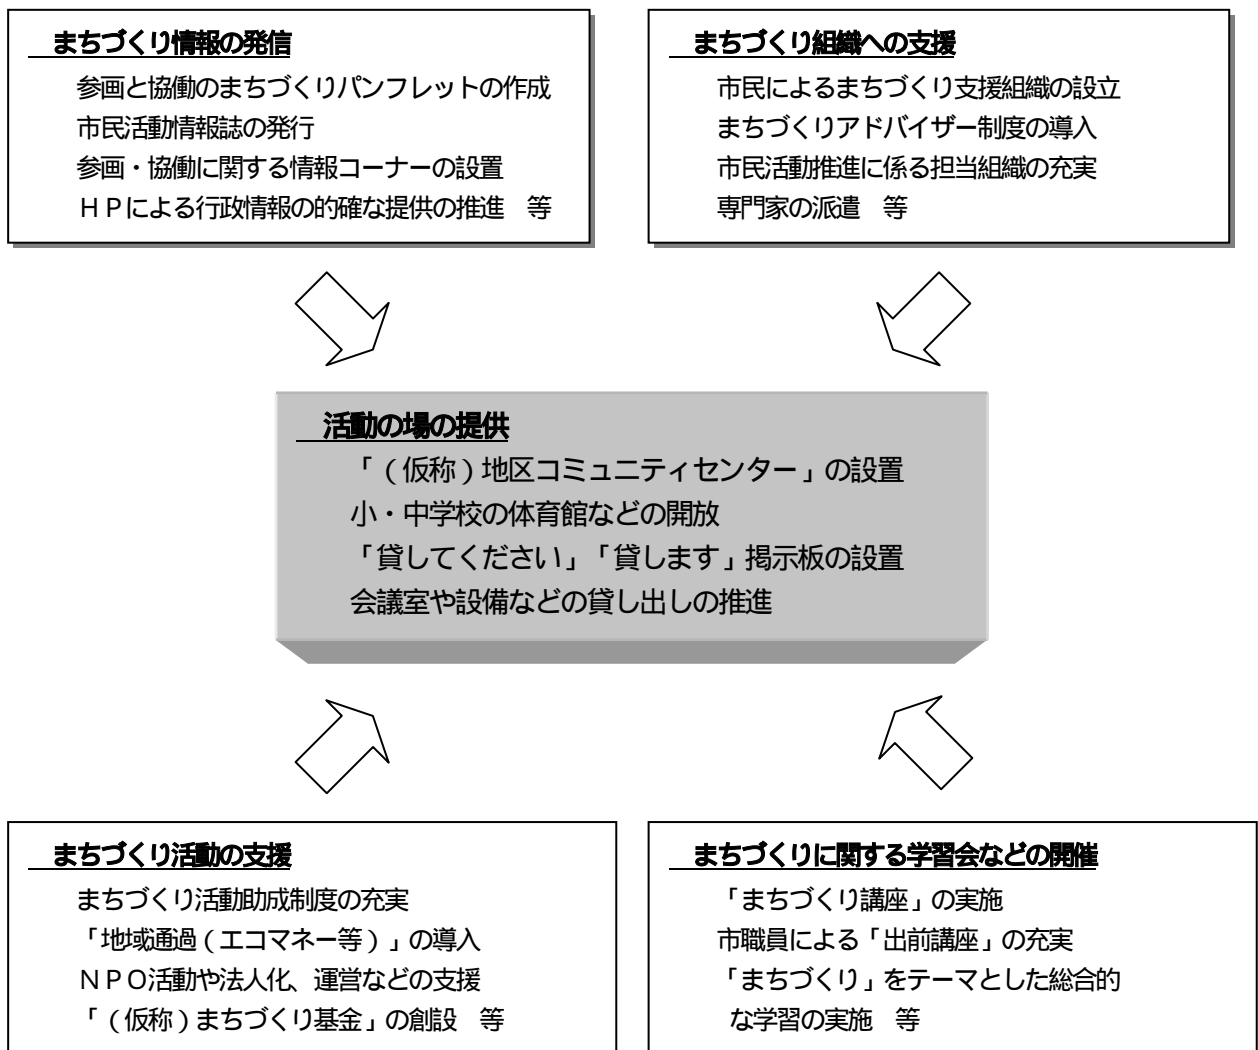 まちづくり情報の発信
参画と協働のまちづくりパンフレットの作成
市民活動情報誌の発行
参画・協働に関する情報コーナーの設置
HPによる行政情報的確な提供の推進 等
まちづくり組織への支援
市民によるまちづくり支援組織の設立
まちづくりアドバイザー制度の導入
市民活動推進に係る担当組織の充実
専門家の派遣 等
活動の場の提供
「(仮称)地区コミュニティセンター」の設置
小・中学校の体育館などの開放
「貸してください」「貸します」掲示板の設置
会議室や設備などの貸し出しの推進
まちづくり活動の支援
まちづくり活動助成制度の充実
「地域通過(エコマネー等)」の導入
NPO活動や法人化、運営などの支援
「(仮称)まちづくり基金」の創設 等
まちづくりに関する学習会などの開催
「まちづくり講座」の実施
市職員による「出前講座」の充実
「まちづくり」をテーマとした総合的
な学習の実施 等